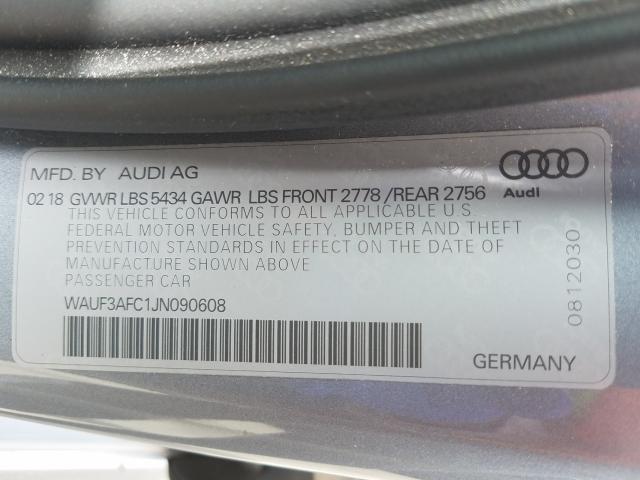 MFD. BY AUDI AG
02 18 GVWR LBS 5434 GAWR LBS FRONT 2778 /REAR 2756
Audi
THIS VEHICLE CONFORMS TO ALL APPLICABLE U.S.
FEDERAL MOTOR VEHICLE SAFETY, BUMPER AND THEFT
PREVENTION STANDARDS IN EFFECT ON THE DATE OF
MANUFACTURE SHOWN ABOVE
PASSENGER CAR
WAUF3AFC1JN090608
0812030
GERMANY